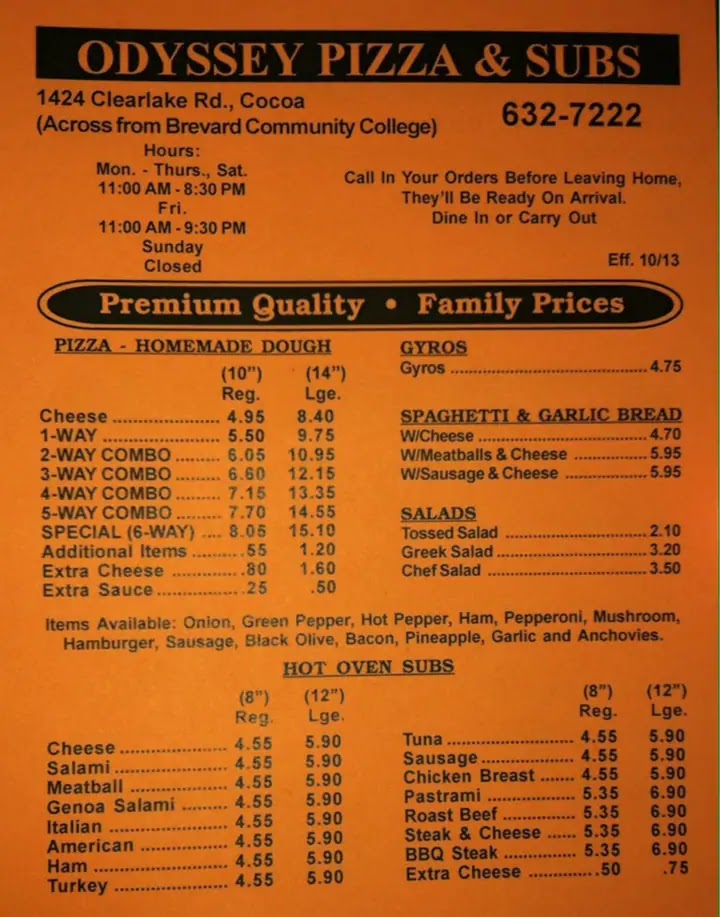 ODYSSEY PIZZA & SUBS
1424 Clearlake Rd., Cocoa
(Across from Brevard Community College)
632-7222
Hours:
Mon. - Thurs., Sat.
11:00 AM - 8:30 PM
Fri.
11:00 AM - 9:30 PM
Sunday
Closed
Call In Your Orders Before Leaving Home,
They'll Be Ready On Arrival.
Dine In or Carry Out
Eff. 10/13
Premium Quality • Family Prices
PIZZA - HOMEMADE DOUGH
(10") (14")
Reg. Lge.
Cheese ..................... 4.95 8.40
1-WAY ....................... 5.50 9.75
2-WAY COMBO ......... 6.05 10.95
3-WAY COMBO ......... 6.60 12.15
4-WAY COMBO ......... 7.15 13.35
5-WAY COMBO .......... 7.70 14.55
SPECIAL (6-WAY) .... 8.05 15.10
Additional Items ......... .55 1.20
Extra Cheese ............. .80 1.60
Extra Sauce ............... .25 .50
GYROS
Gyros ....................................... 4.75
SPAGHETTI & GARLIC BREAD
W/Cheese ................................. 4.70
W/Meatballs & Cheese ............... 5.95
W/Sausage & Cheese ................ 5.95
SALADS
Tossed Salad ............................ 2.10
Greek Salad .............................. 3.20
Chef Salad ................................ 3.50
Items Available: Onion, Green Pepper, Hot Pepper, Ham, Pepperoni, Mushroom,
Hamburger, Sausage, Black Olive, Bacon, Pineapple, Garlic and Anchovies.
HOT OVEN SUBS
(8") (12")
Reg. Lge.
Cheese ..................... 4.55 5.90
Salami ...................... 4.55 5.90
Meatball .................... 4.55 5.90
Genoa Salami ......... 4.55 5.90
Italian ....................... 4.55 5.90
American ................. 4.55 5.90
Ham .......................... 4.55 5.90
Turkey ...................... 4.55 5.90
(8") (12")
Reg. Lge.
Tuna ......................... 4.55 5.90
Sausage ................... 4.55 5.90
Chicken Breast ....... 4.55 5.90
Pastrami .................. 5.35 6.90
Roast Beef ............... 5.35 6.90
Steak & Cheese ...... 5.35 6.90
BBQ Steak ............... 5.35 6.90
Extra Cheese ............. .50 .75